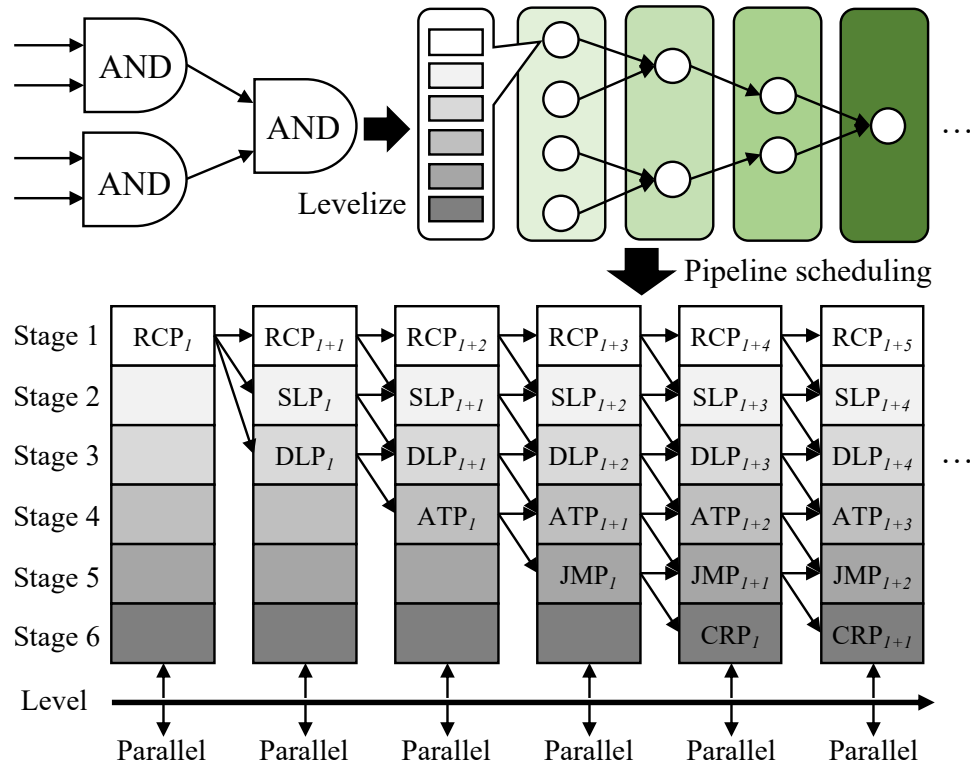 AND
AND
AND
Levelize
...
Pipeline scheduling
Stage 1 RCP1 RCP1+1 RCP1+2 RCP1+3 RCP1+4 RCP1+5
Stage 2 SLP1 SLP1+1 SLP1+2 SLP1+3 SLP1+4
Stage 3 DLP1 DLP1+1 DLP1+2 DLP1+3 DLP1+4 ...
Stage 4 ATP1 ATP1+1 ATP1+2 ATP1+3
Stage 5 JMP1 JMP1+1 JMP1+2
Stage 6 CRP1 CRP1+1
Level
Parallel Parallel Parallel Parallel Parallel Parallel